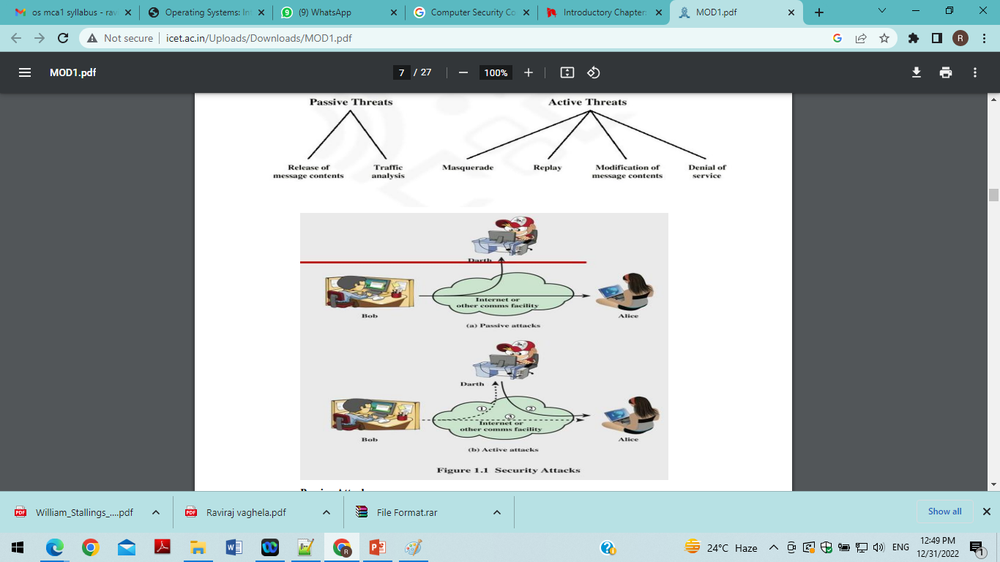 os mca1 syllabus - rav
Operating Systems: Int
(9) WhatsApp
Computer Security Co
Introductory Chapter:
MOD1.pdf
Not secure
icet.ac.in/Uploads/Downloads/MOD1.pdf
R
MOD1.pdf
7 / 27
100%
Passive Threats
Active Threats
Release of
message contents
Traffic
analysis
Masquerade
Replay
Modification of
message contents
Denial of
service
Darth
Internet or
other comms facility
Bob
Alice
(a) Passive attacks
Darth
1
2
3
Internet or
other comms facility
Bob
Alice
(b) Active attacks
Figure 1.1 Security Attacks
William_Stallings_....pdf
Raviraj vaghela.pdf
File Format.rar
Show all
24°C Haze
ENG
12:49 PM
12/31/2022
1